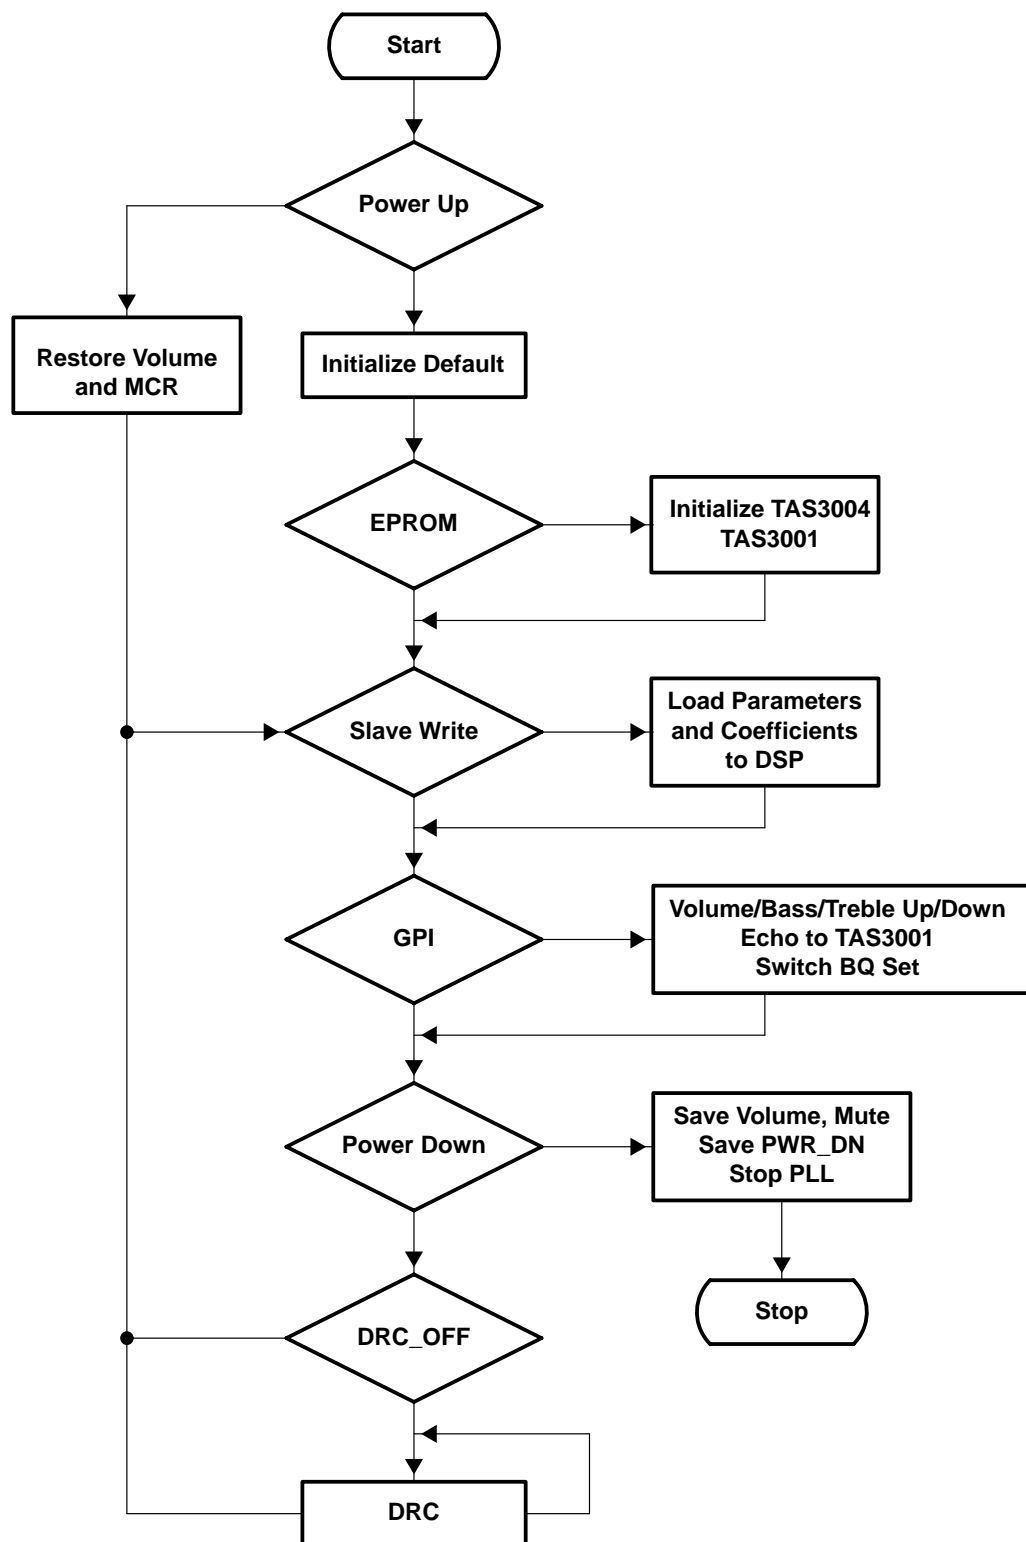 Start
Power Up
Restore Volume
and MCR
Initialize Default
EPROM
Initialize TAS3004
TAS3001
Slave Write
Load Parameters
and Coefficients
to DSP
GPI
Volume/Bass/Treble Up/Down
Echo to TAS3001
Switch BQ Set
Power Down
Save Volume, Mute
Save PWR_DN
Stop PLL
Stop
DRC_OFF
DRC